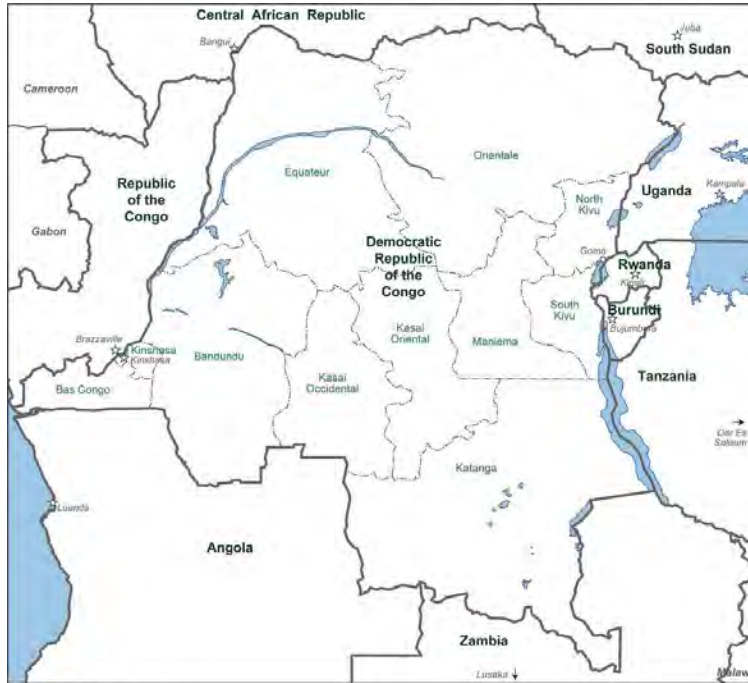 Central African Republic
Juba
Bangui
South Sudan
Cameroon
Orientale
Equateur
Republic
of the
Congo
North
Kivu
Uganda
Kampala
Gabon
Democratic
Republic
of the
Congo
Goma
Rwanda
Kigali
South
Kivu
Burundi
Bujumbura
Kasai
Oriental
Maniema
Brazzaville
Kinshasa
Kinshasa
Bandundu
Kasai
Occidental
Bas Congo
Tanzania
Dar Es
Salaam
Katanga
Luanda
Angola
Zambia
Lusaka
Malaw